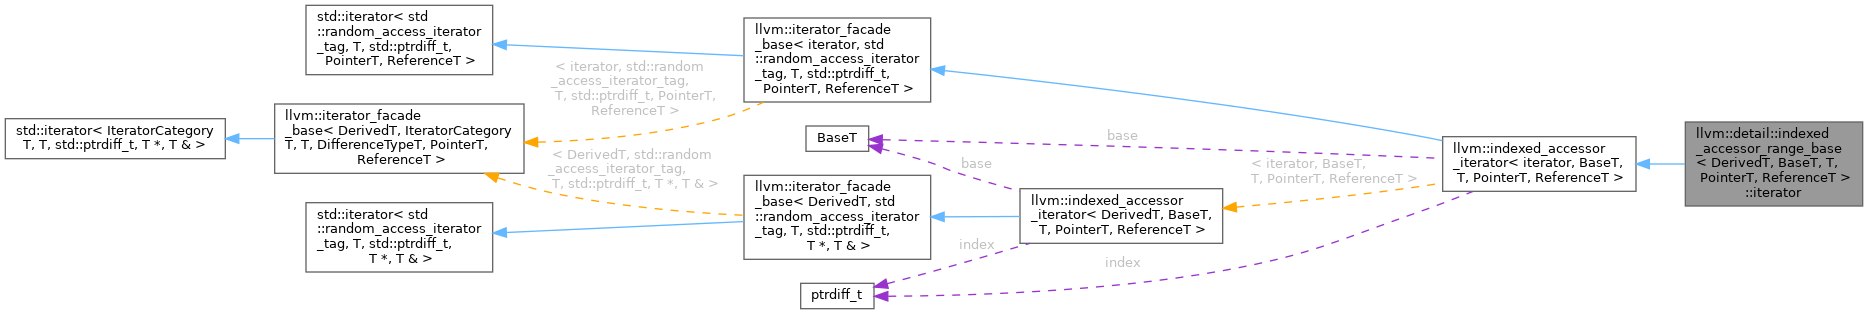 std::iterator< std
::random_access_iterator
_tag, T, std::ptrdiff_t,
PointerT, ReferenceT >
llvm::iterator_facade
_base< iterator, std
::random_access_iterator
_tag, T, std::ptrdiff_t,
PointerT, ReferenceT >
< iterator, std::random
_access_iterator_tag,
T, std::ptrdiff_t, PointerT,
ReferenceT >
std::iterator< IteratorCategory
T, T, std::ptrdiff_t, T *, T & >
llvm::iterator_facade
_base< DerivedT, IteratorCategory
T, T, DifferenceTypeT, PointerT,
ReferenceT >
BaseT
base
base
< DerivedT, std::random
_access_iterator_tag,
T, std::ptrdiff_t, T *, T & >
llvm::iterator_facade
_base< DerivedT, std
::random_access_iterator
_tag, T, std::ptrdiff_t,
T *, T & >
std::iterator< std
::random_access_iterator
_tag, T, std::ptrdiff_t,
T *, T & >
llvm::indexed_accessor
_iterator< DerivedT, BaseT,
T, PointerT, ReferenceT >
< iterator, BaseT,
T, PointerT, ReferenceT >
llvm::indexed_accessor
_iterator< iterator, BaseT,
T, PointerT, ReferenceT >
llvm::detail::indexed
_accessor_range_base
< DerivedT, BaseT, T,
PointerT, ReferenceT >
::iterator
index
index
ptrdiff_t